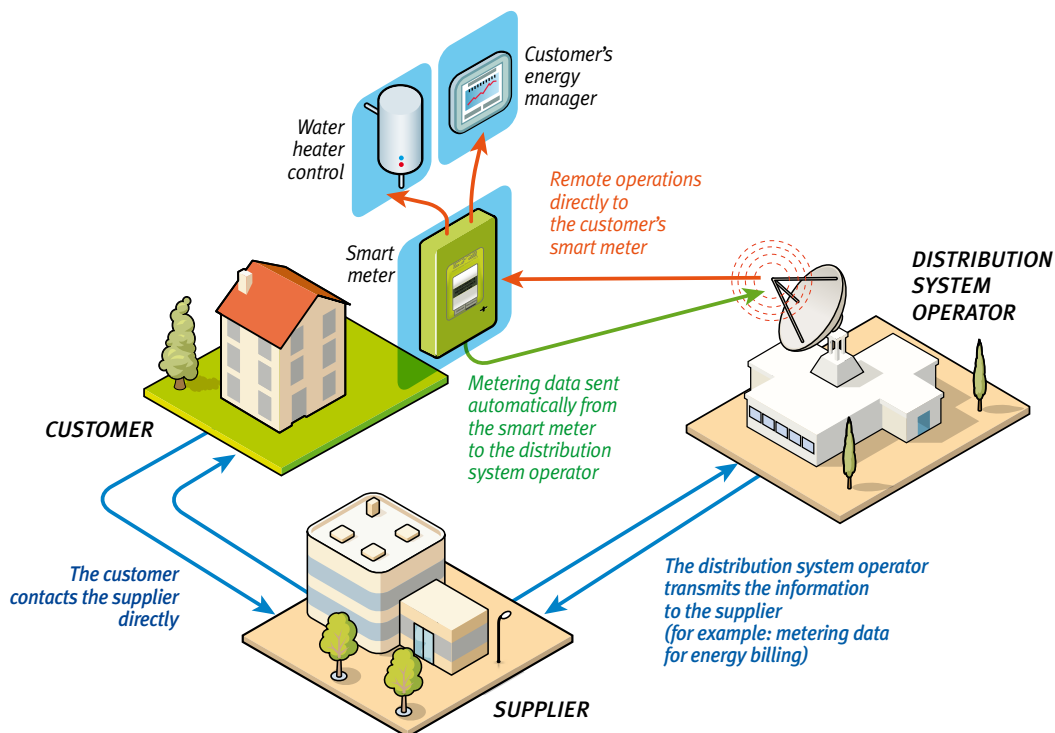 Customer's
energy
manager
Water
heater
control
Remote operations
directly to
the customer's
smart meter
Smart
meter
DISTRIBUTION
SYSTEM
OPERATOR
Metering data sent
automatically from
the smart meter
to the distribution
system operator
CUSTOMER
The customer
contacts the supplier
directly
The distribution system operator
transmits the information
to the supplier
(for example: metering data
for energy billing)
SUPPLIER